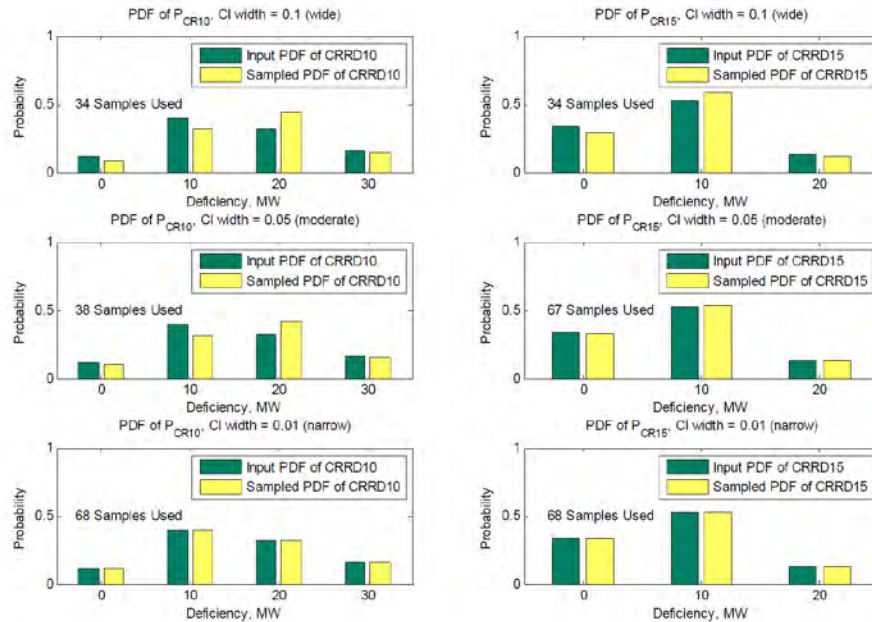 PDF of P_CR10, CI width = 0.1 (wide)
1
Input PDF of CRRD10
Sampled PDF of CRRD10
Probability
34 Samples Used
0.5
0
0 10 20 30
Deficiency, MW
PDF of P_CR15, CI width = 0.1 (wide)
1
Input PDF of CRRD15
Sampled PDF of CRRD15
Probability
34 Samples Used
0.5
0
0 10 20
Deficiency, MW
PDF of P_CR10, CI width = 0.05 (moderate)
1
Input PDF of CRRD10
Sampled PDF of CRRD10
Probability
38 Samples Used
0.5
0
0 10 20 30
Deficiency, MW
PDF of P_CR15, CI width = 0.05 (moderate)
1
Input PDF of CRRD15
Sampled PDF of CRRD15
Probability
67 Samples Used
0.5
0
0 10 20
Deficiency, MW
PDF of P_CR10, CI width = 0.01 (narrow)
1
Input PDF of CRRD10
Sampled PDF of CRRD10
Probability
68 Samples Used
0.5
0
0 10 20 30
Deficiency, MW
PDF of P_CR15, CI width = 0.01 (narrow)
1
Input PDF of CRRD15
Sampled PDF of CRRD15
Probability
68 Samples Used
0.5
0
0 10 20
Deficiency, MW